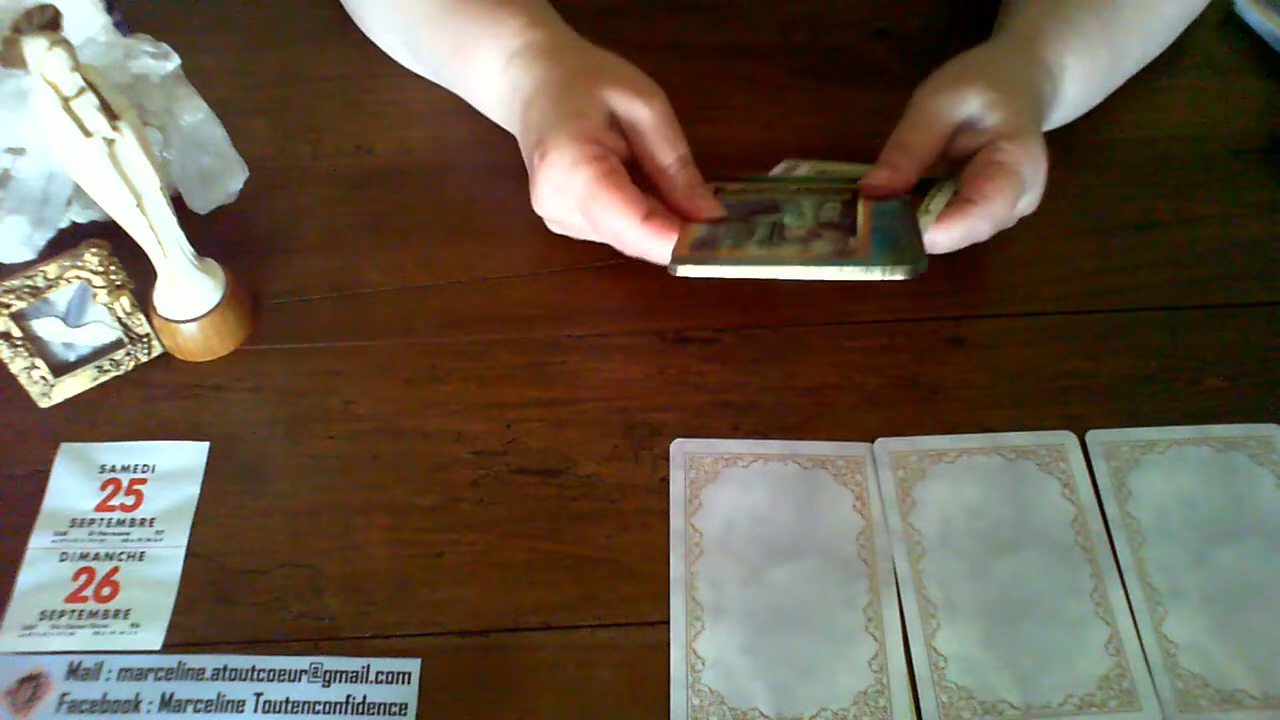 SAMEDI
25
SEPTEMBRE
DIMANCHE
26
SEPTEMBRE
Mail : marceline.atoutcoeur@gmail.com
Facebook : Marceline Toutenconfidence